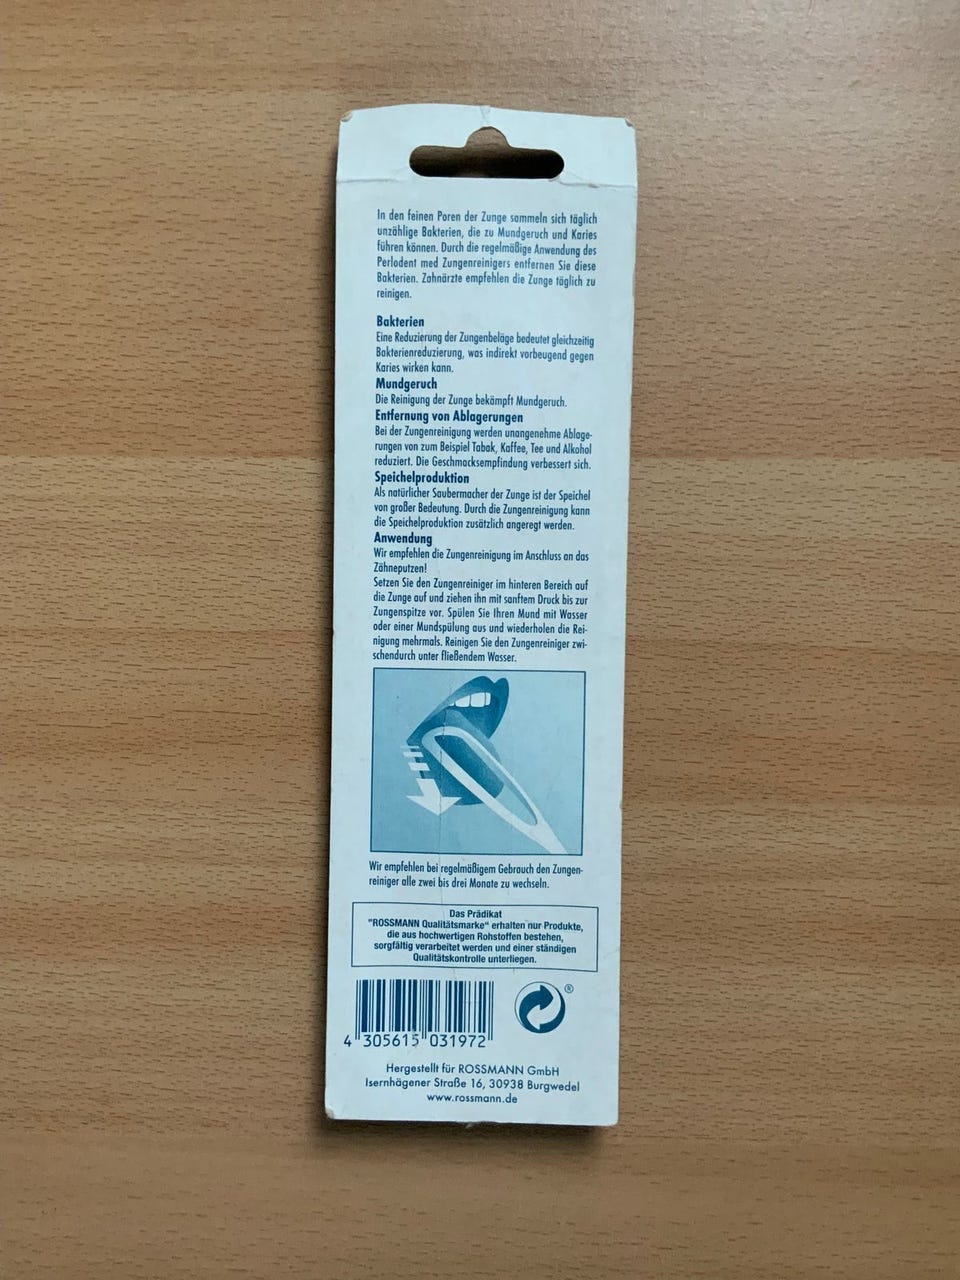 In den feinen Poren der Zunge sammeln sich täglich
unzählige Bakterien, die zu Mundgeruch und Karies
führen können. Durch die regelmäßige Anwendung des
Perlodent med Zungenreinigers entfernen Sie diese
Bakterien. Zahnärzte empfehlen die Zunge täglich zu
reinigen.
Bakterien
Eine Reduzierung der Zungenbeläge bedeutet gleichzeitig
Bakterienreduzierung, was indirekt vorbeugend gegen
Karies wirken kann.
Mundgeruch
Die Reinigung der Zunge bekämpft Mundgeruch.
Entfernung von Ablagerungen
Bei der Zungenreinigung werden unangenehme Ablage-
rungen von zum Beispiel Tabak, Kaffee, Tee und Alkohol
reduziert. Die Geschmacksempfindung verbessert sich.
Speichelproduktion
Als natürlicher Saubermacher der Zunge ist der Speichel
von großer Bedeutung. Durch die Zungenreinigung kann
die Speichelproduktion zusätzlich angeregt werden.
Anwendung
Wir empfehlen die Zungenreinigung im Anschluss an das
Zähneputzen!
Setzen Sie den Zungenreiniger im hinteren Bereich auf
die Zunge auf und ziehen ihn mit sanftem Druck bis zur
Zungenspitze vor. Spülen Sie Ihren Mund mit Wasser
oder einer Mundspülung aus und wiederholen die Rei-
nigung mehrmals. Reinigen Sie den Zungenreiniger zwi-
schendurch unter fließendem Wasser.
Wir empfehlen bei regelmäßigem Gebrauch den Zungen-
reiniger alle zwei bis drei Monate zu wechseln.
Das Prädikat
"ROSSMANN Qualitätsmarke" erhalten nur Produkte,
die aus hochwertigen Rohstoffen bestehen,
sorgfältig verarbeitet werden und einer ständigen
Qualitätskontrolle unterliegen.
®
4 305615 031972
Hergestellt für ROSSMANN GmbH
Isernhägener Straße 16, 30938 Burgwedel
www.rossmann.de